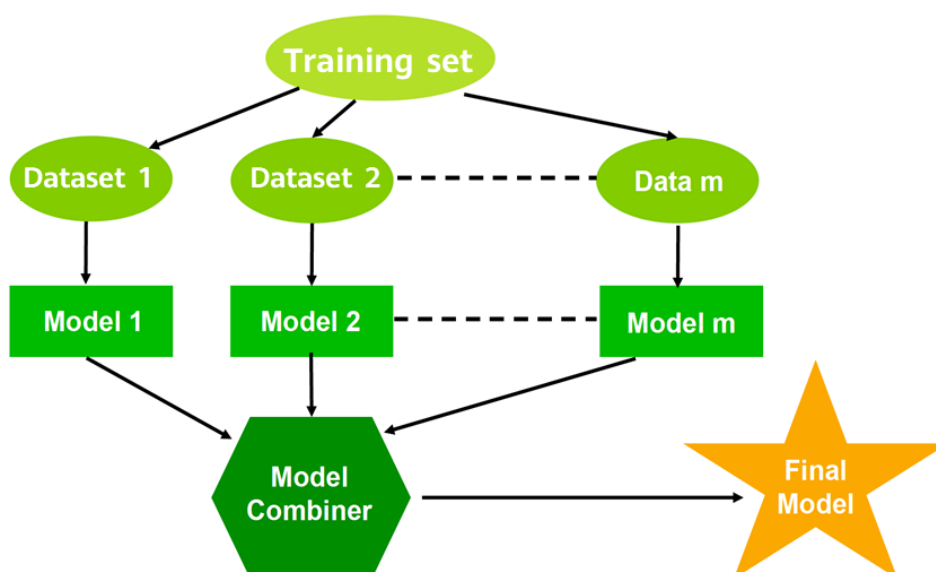 Training set
Dataset 1
Dataset 2
Data m
Model 1
Model 2
Model m
Model
Combiner
Final
Model